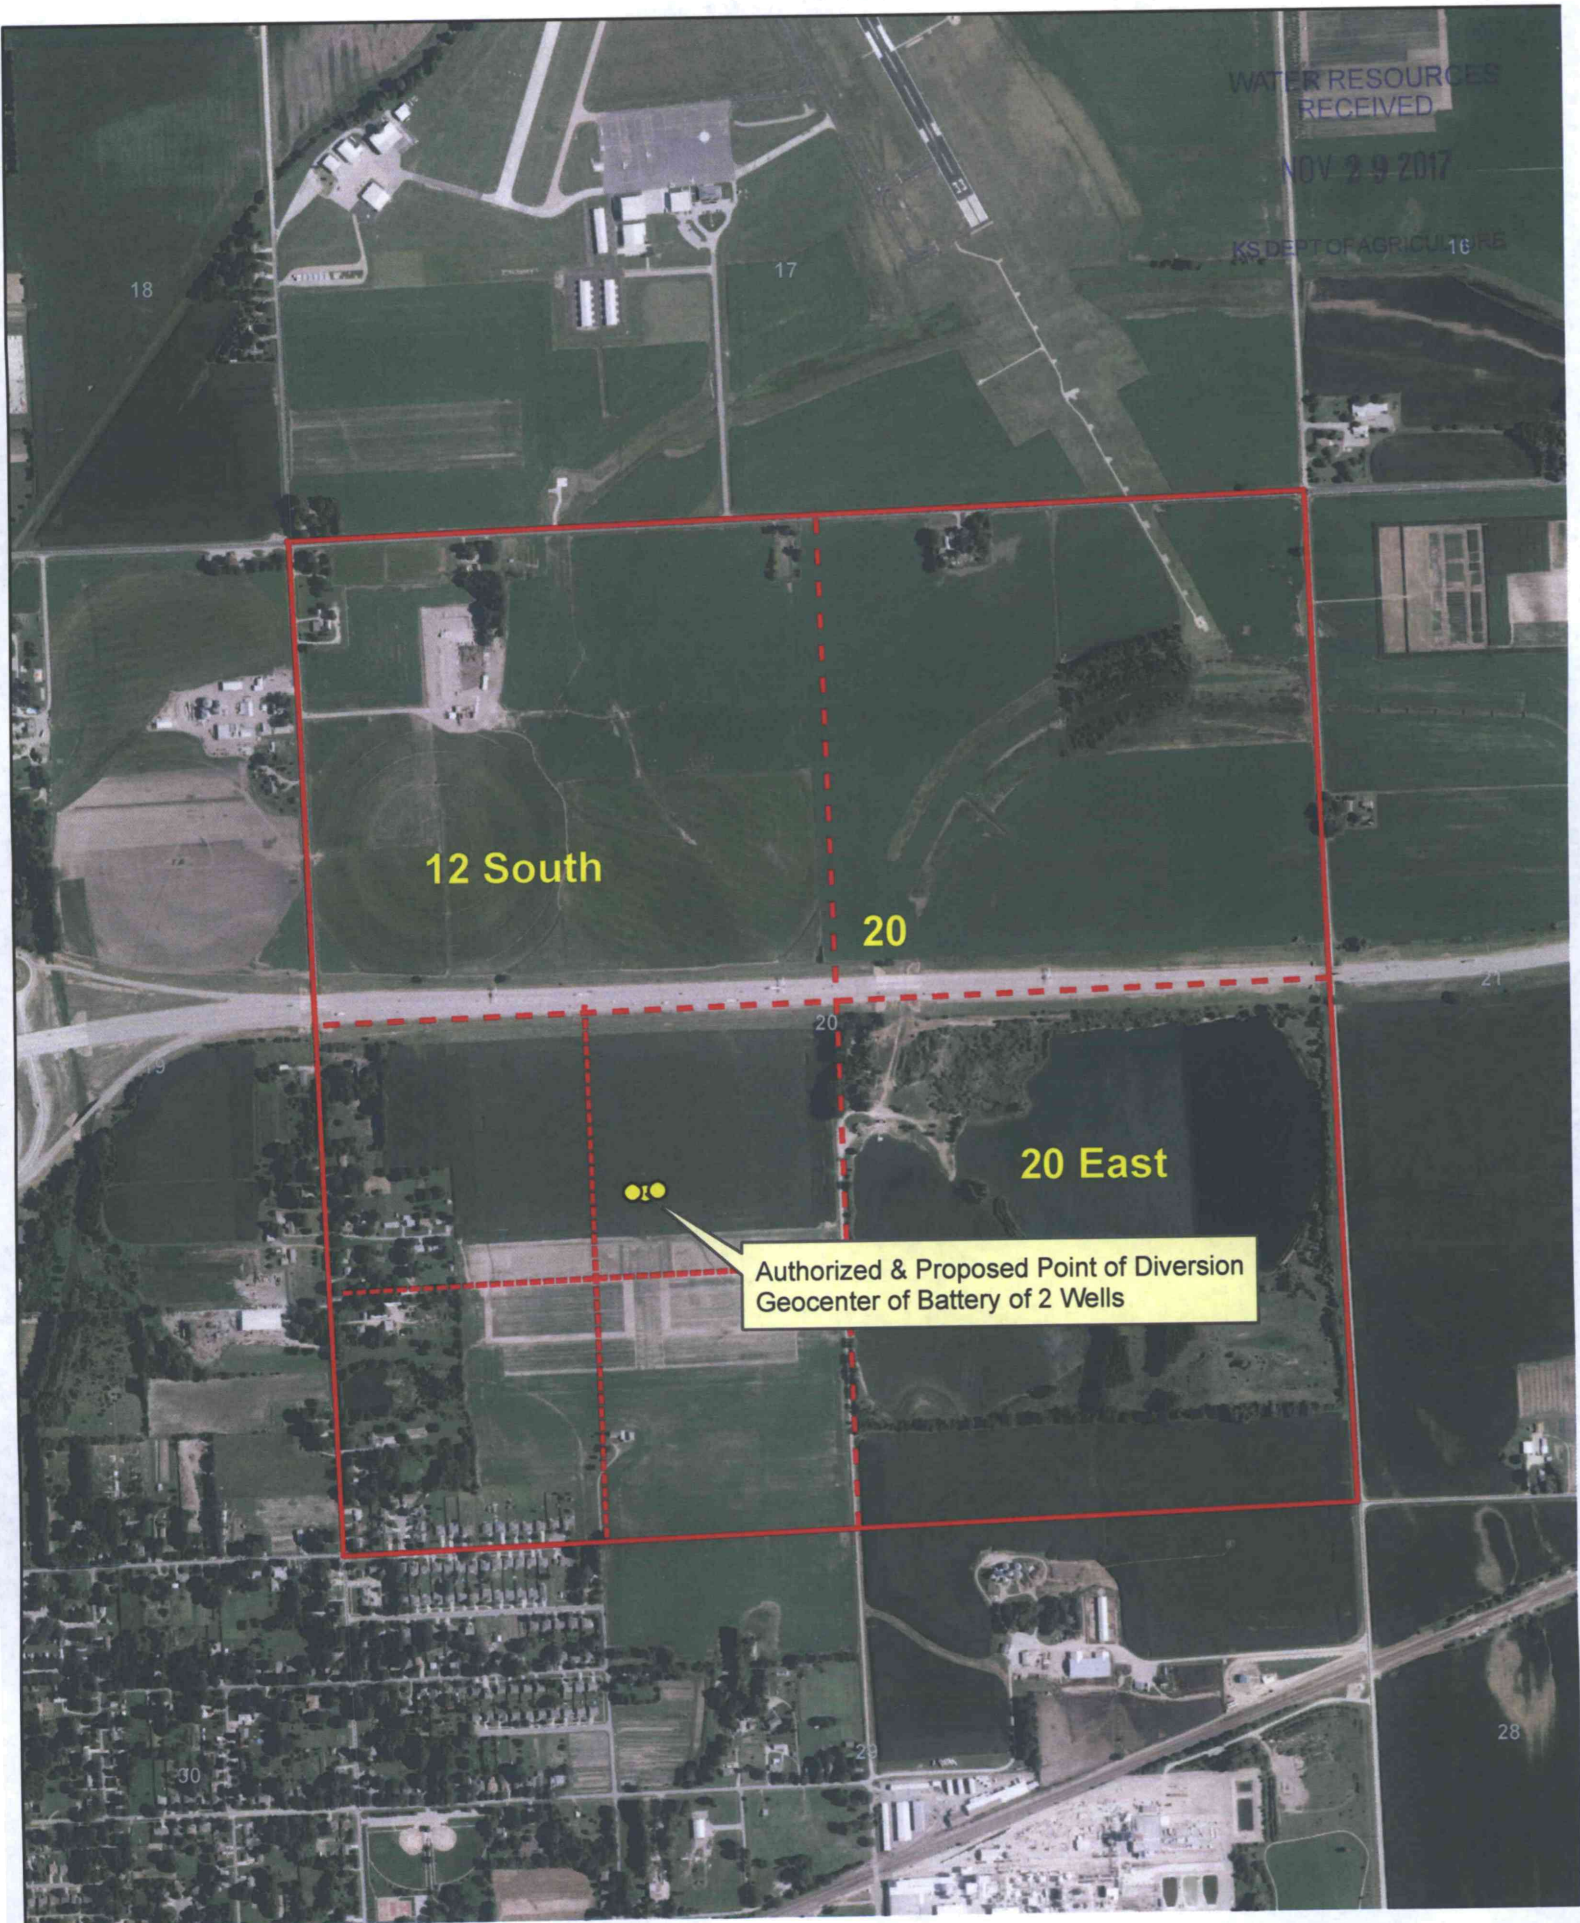 WATER RESOURCES
RECEIVED
NOV 29 2017
KS DEPT OF AGRICULTURE
16
17
18
12 South
20
21
20
19
20 East
Authorized & Proposed Point of Diversion
Geocenter of Battery of 2 Wells
28
29
30